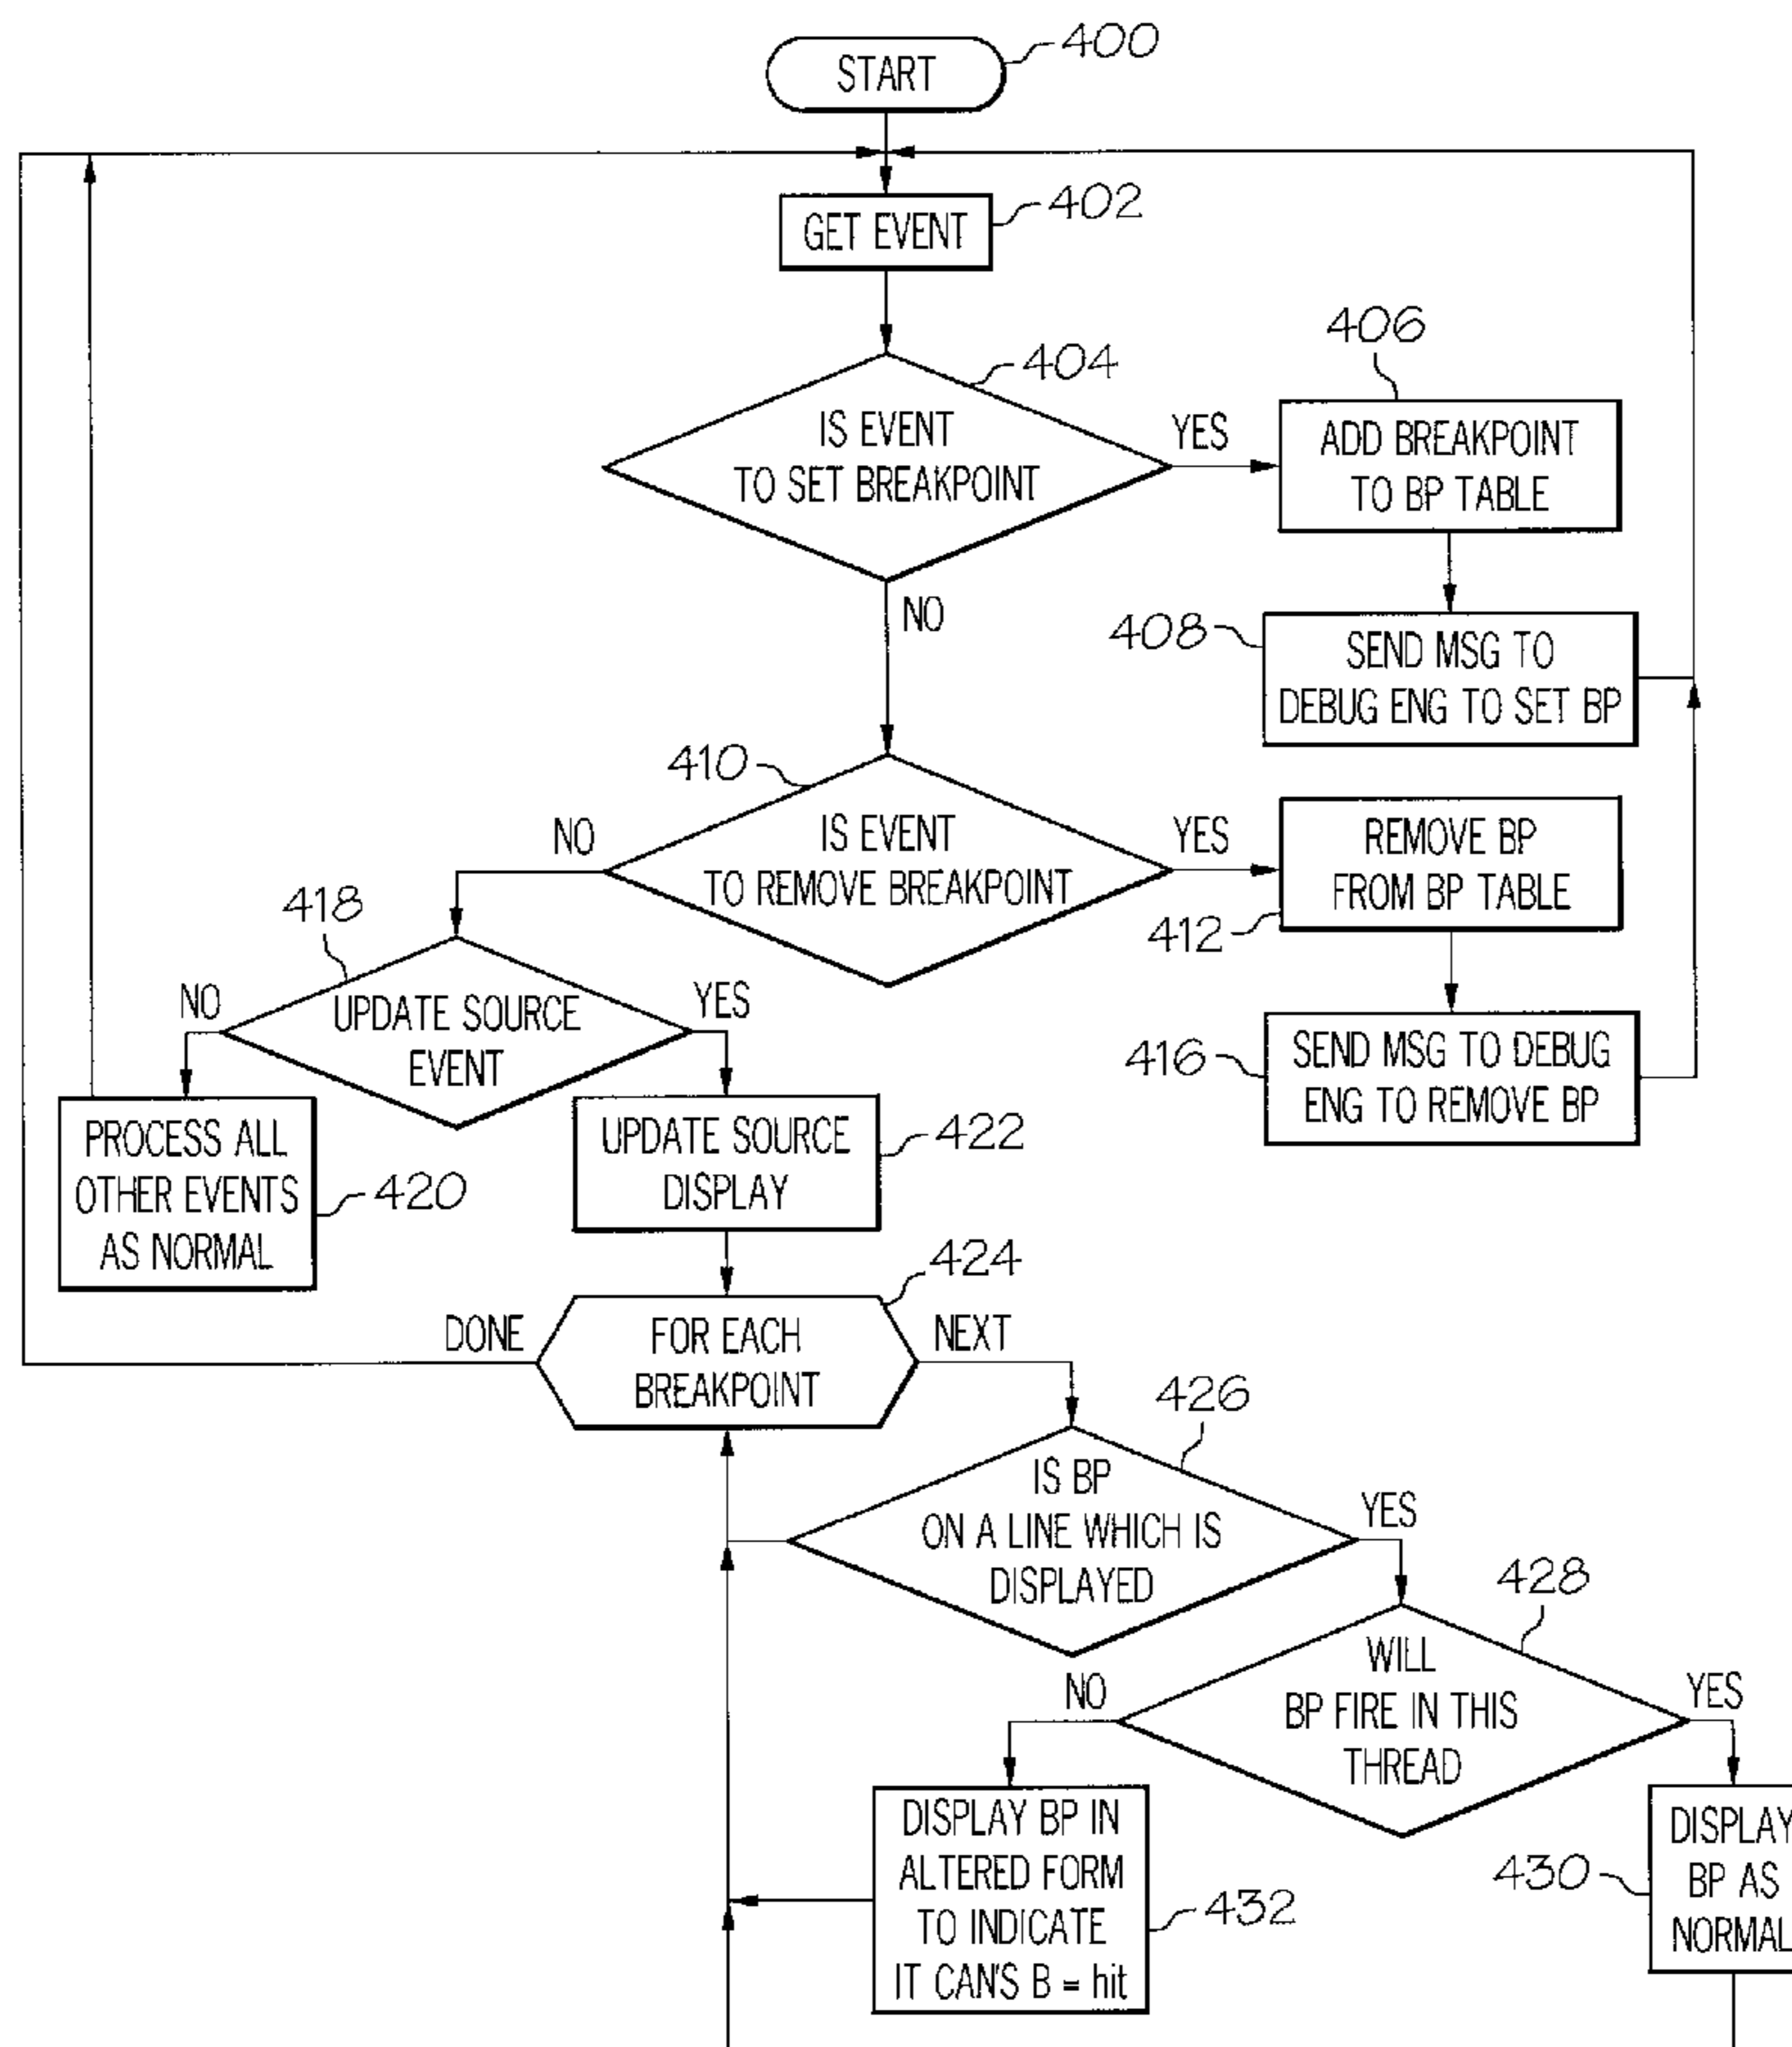 START
400
GET EVENT
402
IS EVENT
TO SET BREAKPOINT
404
YES
406
ADD BREAKPOINT
TO BP TABLE
NO
408
SEND MSG TO
DEBUG ENG TO SET BP
410
IS EVENT
TO REMOVE BREAKPOINT
NO
YES
REMOVE BP
FROM BP TABLE
412
418
UPDATE SOURCE
EVENT
NO
YES
416
SEND MSG TO DEBUG
ENG TO REMOVE BP
PROCESS ALL
OTHER EVENTS
AS NORMAL
420
UPDATE SOURCE
DISPLAY
422
424
DONE
FOR EACH
BREAKPOINT
NEXT
426
IS BP
ON A LINE WHICH IS
DISPLAYED
YES
428
WILL
BP FIRE IN THIS
THREAD
NO
YES
DISPLAY BP IN
ALTERED FORM
TO INDICATE
IT CAN'S B = hit
432
430
DISPLAY
BP AS
NORMAL